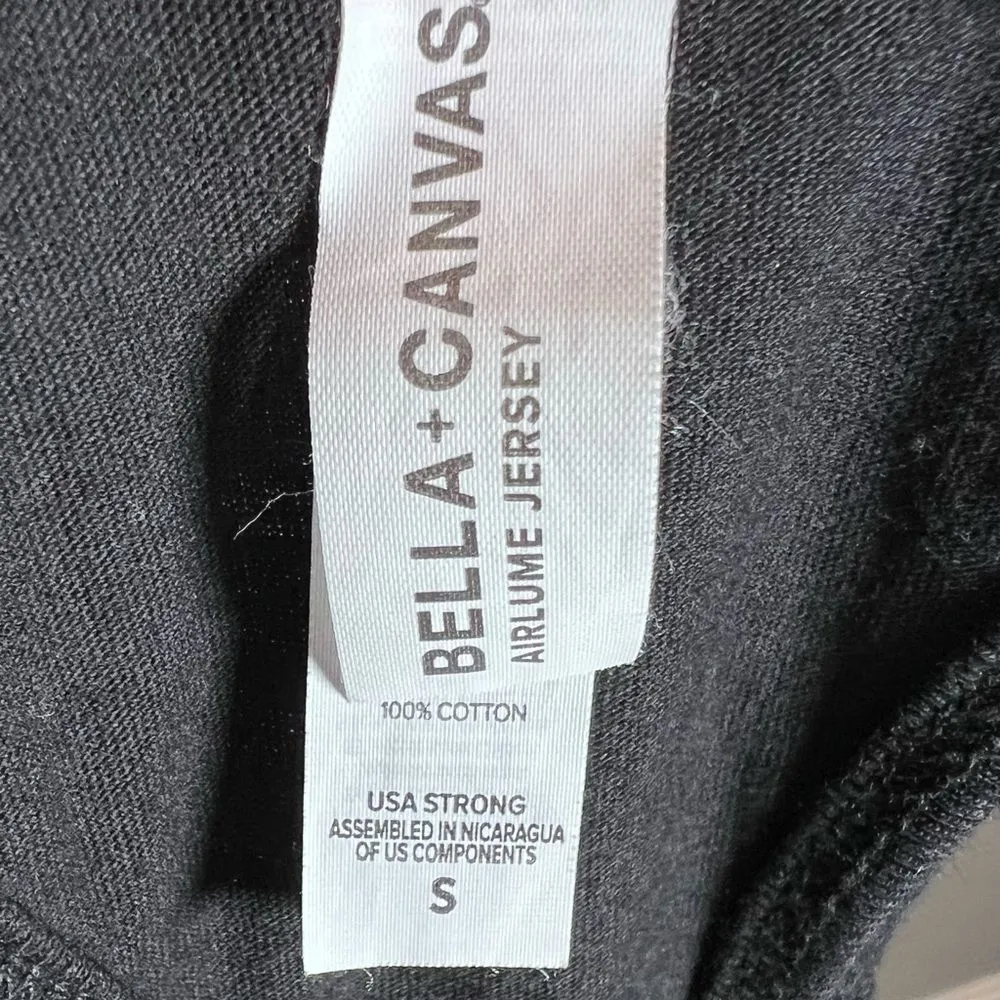 BELLA+CANVAS
AIRLUME JERSEY
100% COTTON
USA STRONG
ASSEMBLED IN NICARAGUA
OF US COMPONENTS
S